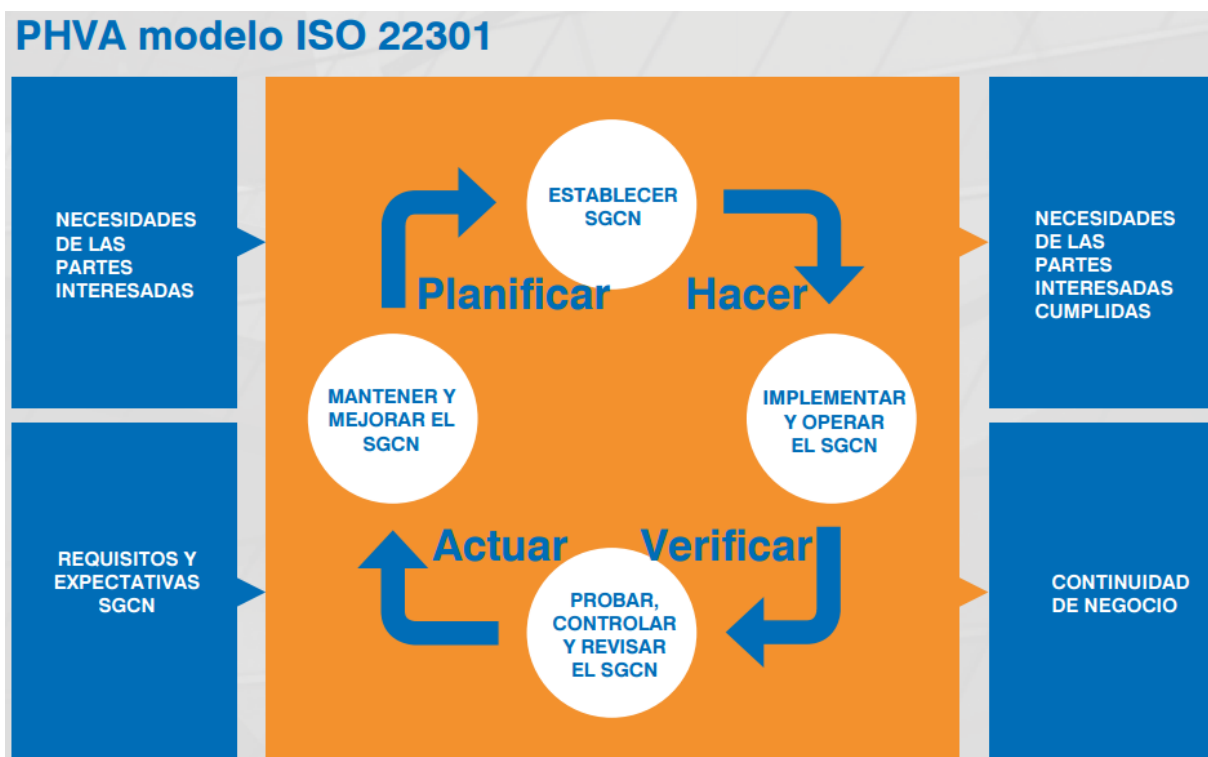 PHVA modelo ISO 22301
NECESIDADES
DE LAS
PARTES
INTERESADAS
REQUISITOS Y
EXPECTATIVAS
SGCN
ESTABLECER
SGCN
Planificar
Hacer
MANTENER Y
MEJORAR EL
SGCN
IMPLEMENTAR
Y OPERAR
EL SGCN
Actuar
Verificar
PROBAR,
CONTROLAR
Y REVISAR
EL SGCN
NECESIDADES
DE LAS
PARTES
INTERESADAS
CUMPLIDAS
CONTINUIDAD
DE NEGOCIO